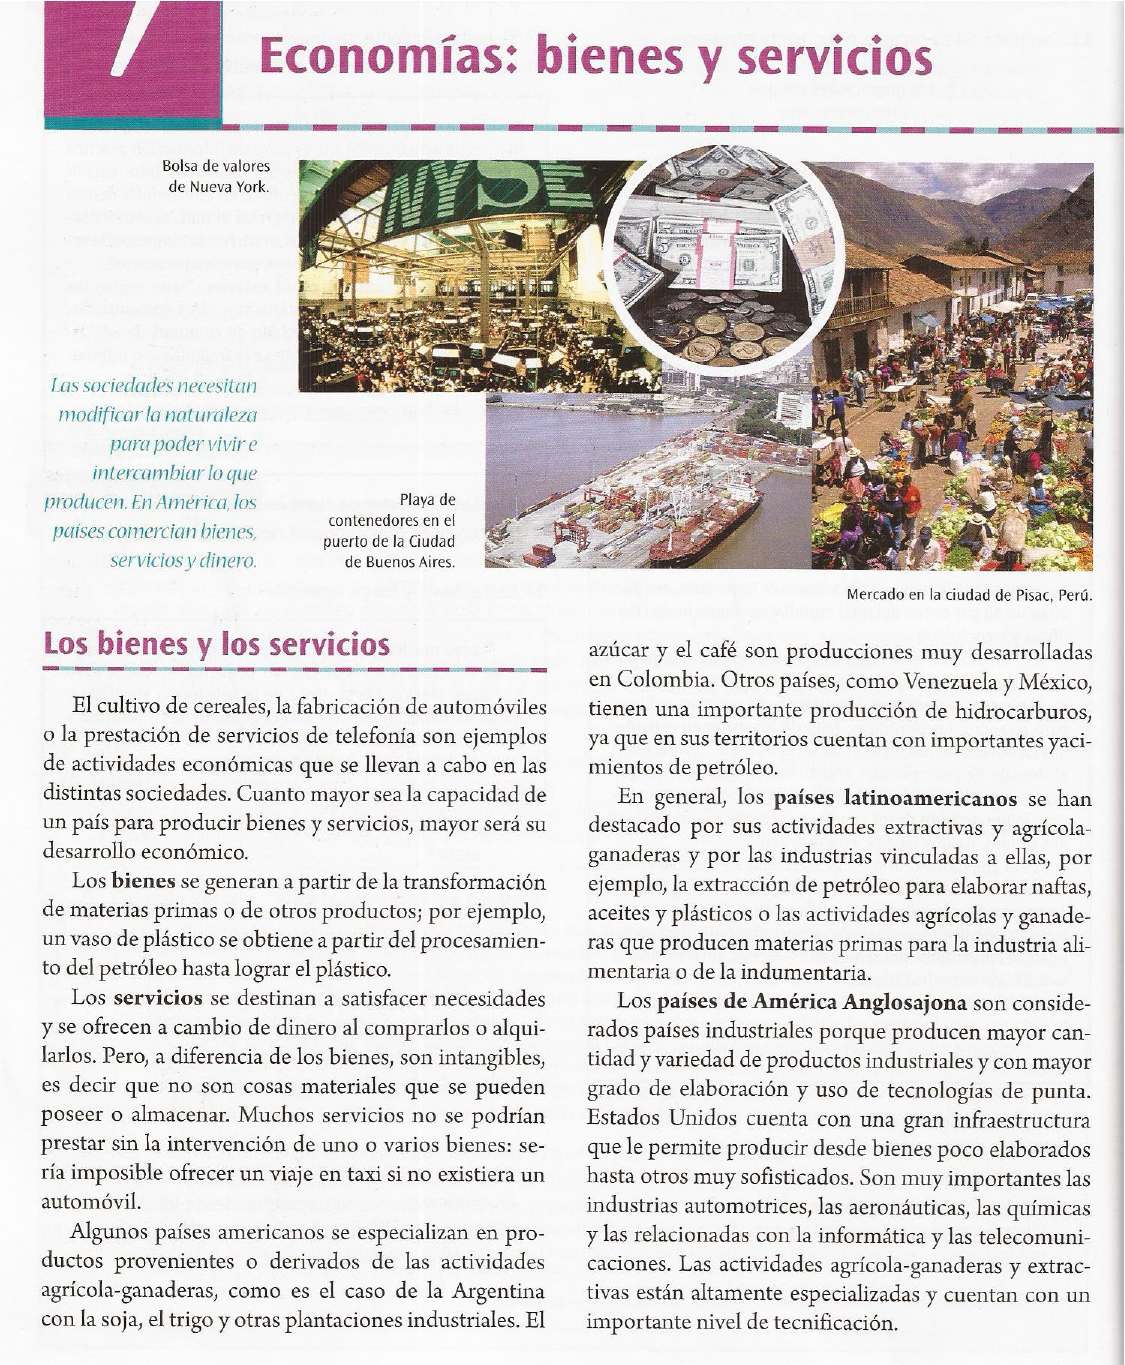 7
Economías: bienes y servicios
Bolsa de valores
de Nueva York.
NYSE
Las sociedades necesitan
modificar la naturaleza
para poder vivir e
intercambiar lo que
producen. En América, los
países comercian bienes,
servicios y dinero.
Playa de
contenedores en el
puerto de la Ciudad
de Buenos Aires.
Mercado en la ciudad de Pisac, Perú.
Los bienes y los servicios
El cultivo de cereales, la fabricación de automóviles
o la prestación de servicios de telefonía son ejemplos
de actividades económicas que se llevan a cabo en las
distintas sociedades. Cuanto mayor sea la capacidad de
un país para producir bienes y servicios, mayor será su
desarrollo económico.
Los bienes se generan a partir de la transformación
de materias primas o de otros productos; por ejemplo,
un vaso de plástico se obtiene a partir del procesamien-
to del petróleo hasta lograr el plástico.
Los servicios se destinan a satisfacer necesidades
y se ofrecen a cambio de dinero al comprarlos o alqui-
larlos. Pero, a diferencia de los bienes, son intangibles,
es decir que no son cosas materiales que se pueden
poseer o almacenar. Muchos servicios no se podrían
prestar sin la intervención de uno o varios bienes: se-
ría imposible ofrecer un viaje en taxi si no existiera un
automóvil.
Algunos países americanos se especializan en pro-
ductos provenientes o derivados de las actividades
agrícola-ganaderas, como es el caso de la Argentina
con la soja, el trigo y otras plantaciones industriales. El
azúcar y el café son producciones muy desarrolladas
en Colombia. Otros países, como Venezuela y México,
tienen una importante producción de hidrocarburos,
ya que en sus territorios cuentan con importantes yaci-
mientos de petróleo.
En general, los países latinoamericanos se han
destacado por sus actividades extractivas y agrícola-
ganaderas y por las industrias vinculadas a ellas, por
ejemplo, la extracción de petróleo para elaborar naftas,
aceites y plásticos o las actividades agrícolas y ganade-
ras que producen materias primas para la industria ali-
mentaria o de la indumentaria.
Los países de América Anglosajona son conside-
rados países industriales porque producen mayor can-
tidad y variedad de productos industriales y con mayor
grado de elaboración y uso de tecnologías de punta.
Estados Unidos cuenta con una gran infraestructura
que le permite producir desde bienes poco elaborados
hasta otros muy sofisticados. Son muy importantes las
industrias automotrices, las aeronáuticas, las químicas
y las relacionadas con la informática y las telecomuni-
caciones. Las actividades agrícola-ganaderas y extrac-
tivas están altamente especializadas y cuentan con un
importante nivel de tecnificación.